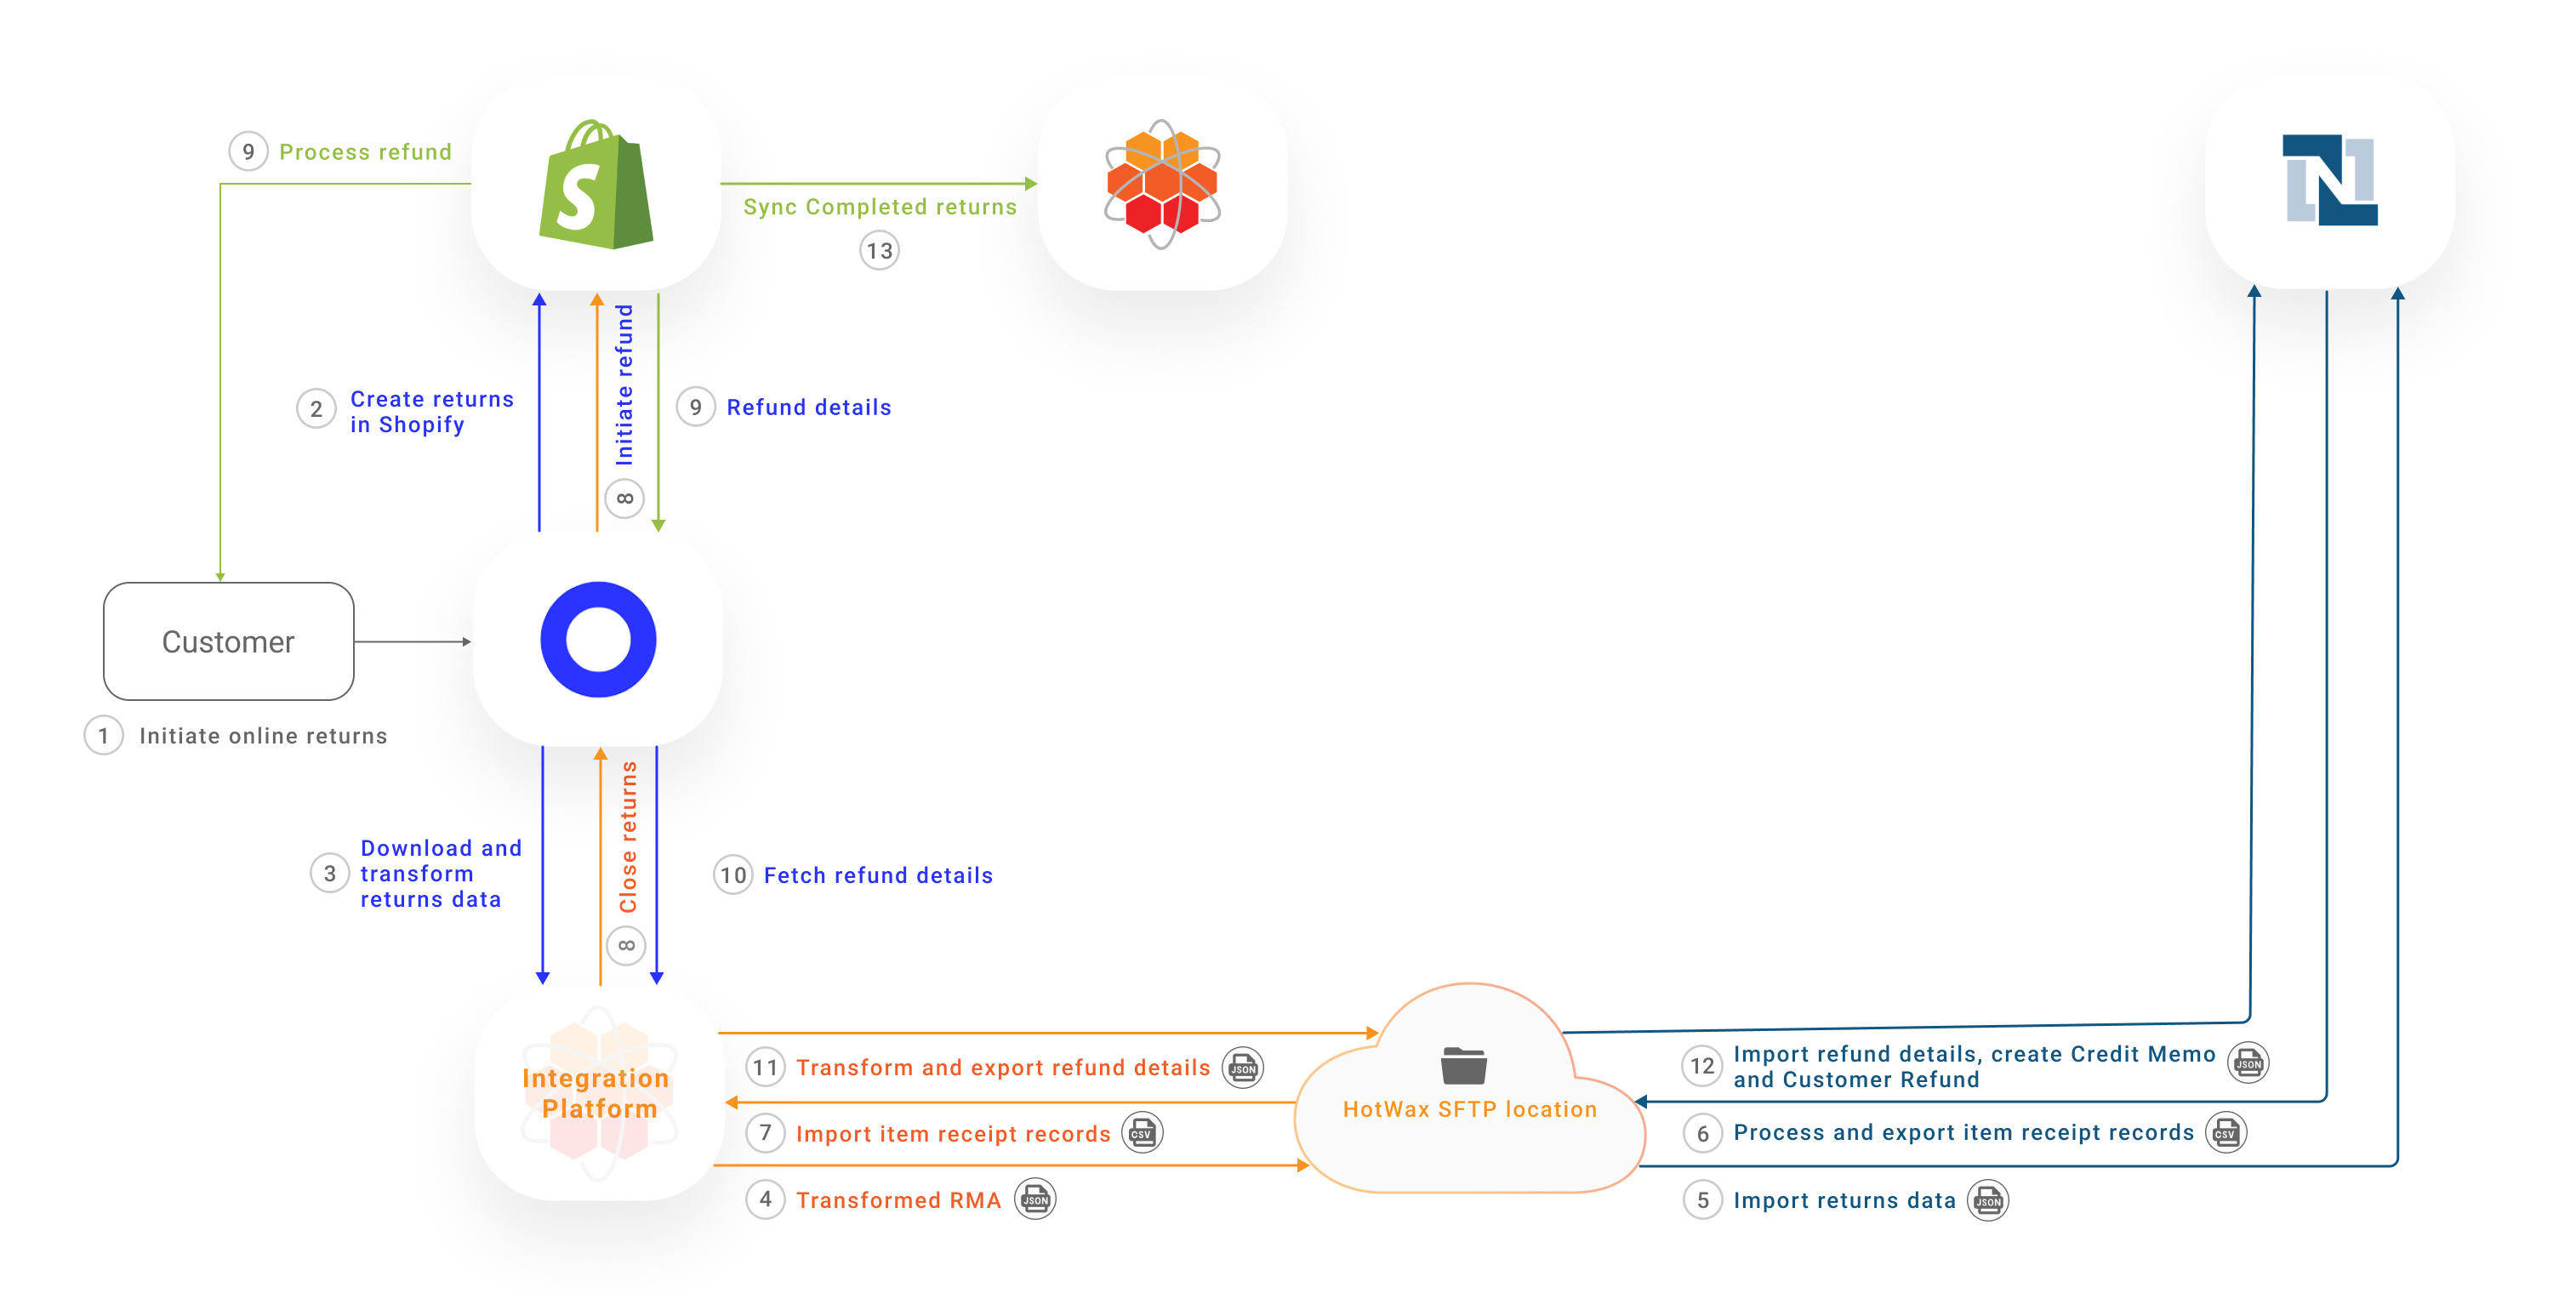 9 Process refund
S
Sync Completed returns
13
N
2 Create returns
in Shopify
8 Initiate refund
9 Refund details
Customer
1 Initiate online returns
3 Download and
transform
returns data
8 Close returns
10 Fetch refund details
Integration
Platform
11 Transform and export refund details JSON
7 Import item receipt records CSV
4 Transformed RMA JSON
HotWax SFTP location
12 Import refund details, create Credit Memo
and Customer Refund JSON
6 Process and export item receipt records CSV
5 Import returns data JSON